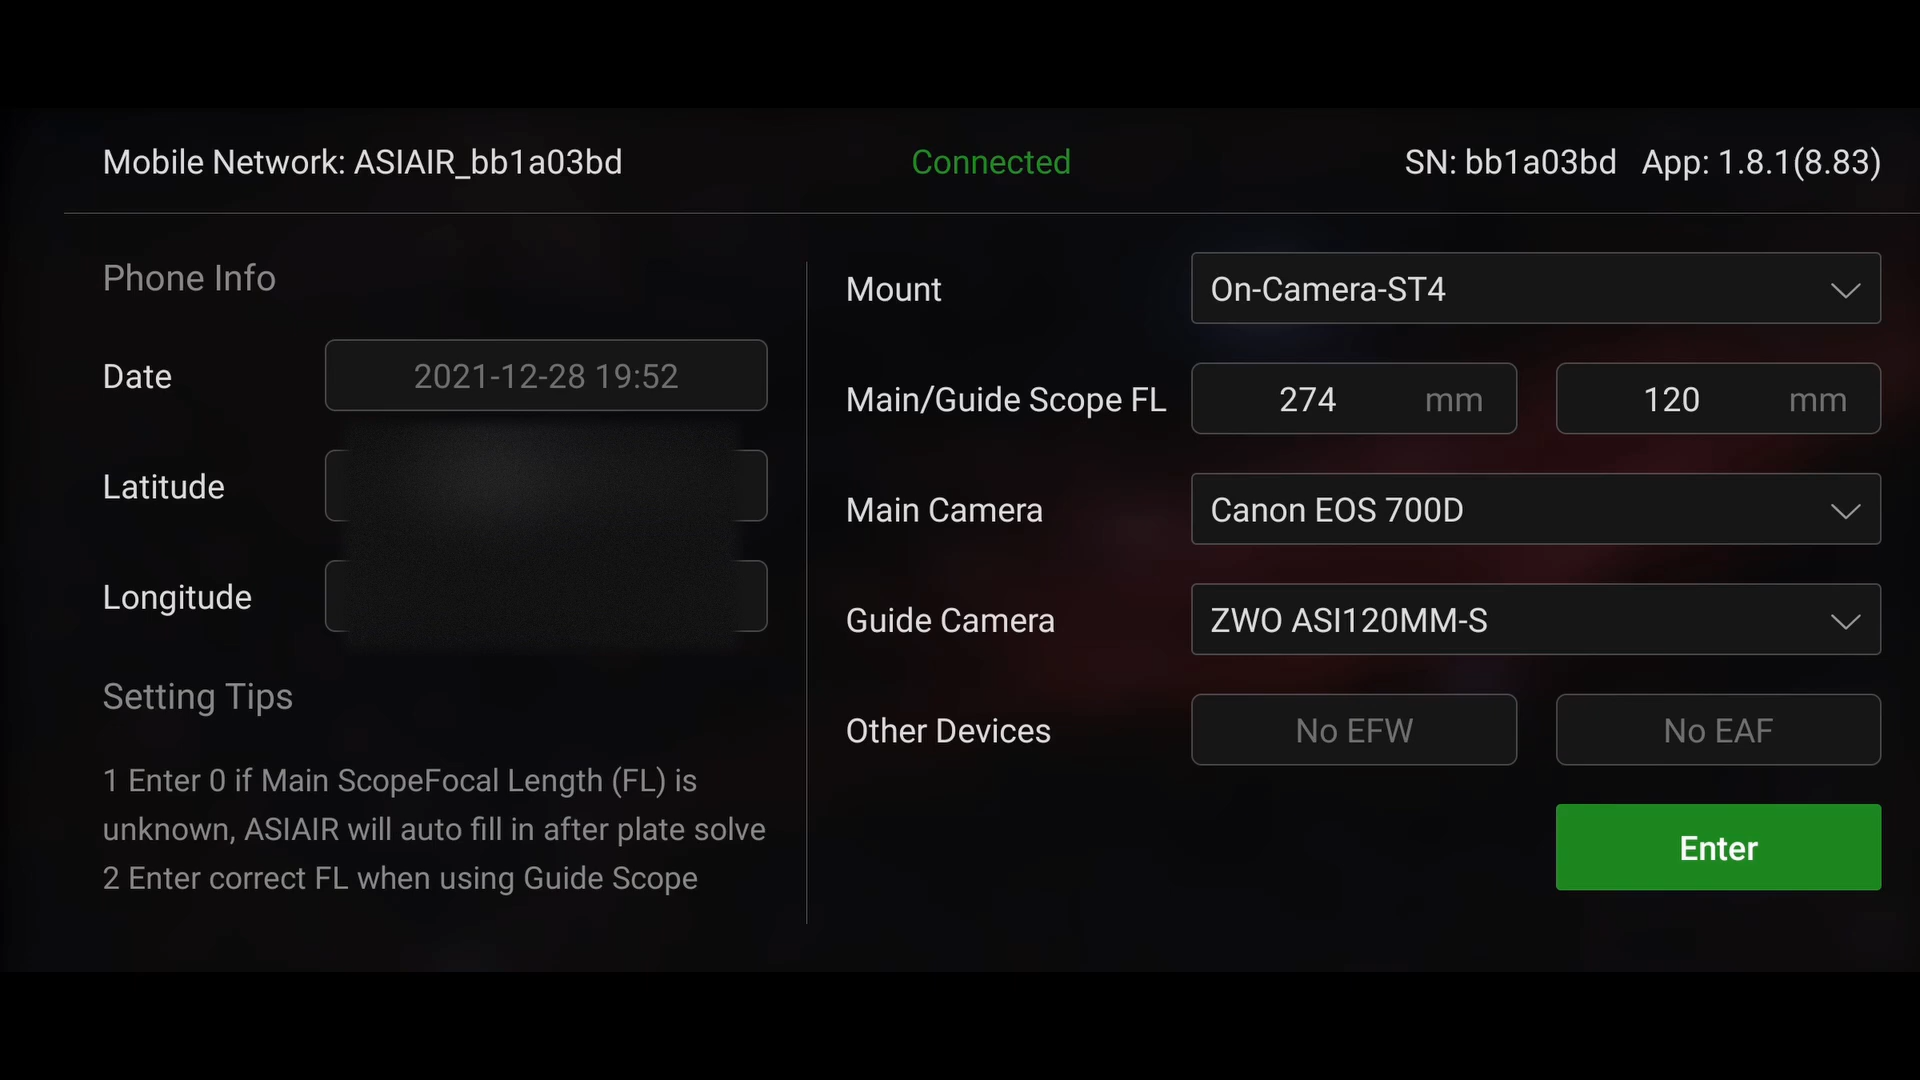 Mobile Network: ASIAIR_bb1a03bd Connected SN: bb1a03bd App: 1.8.1(8.83)
Phone Info
Date 2021-12-28 19:52
Latitude
Longitude
Setting Tips
1 Enter 0 if Main ScopeFocal Length (FL) is
unknown, ASIAIR will auto fill in after plate solve
2 Enter correct FL when using Guide Scope
Mount On-Camera-ST4
Main/Guide Scope FL 274 mm 120 mm
Main Camera Canon EOS 700D
Guide Camera ZWO ASI120MM-S
Other Devices No EFW No EAF
Enter